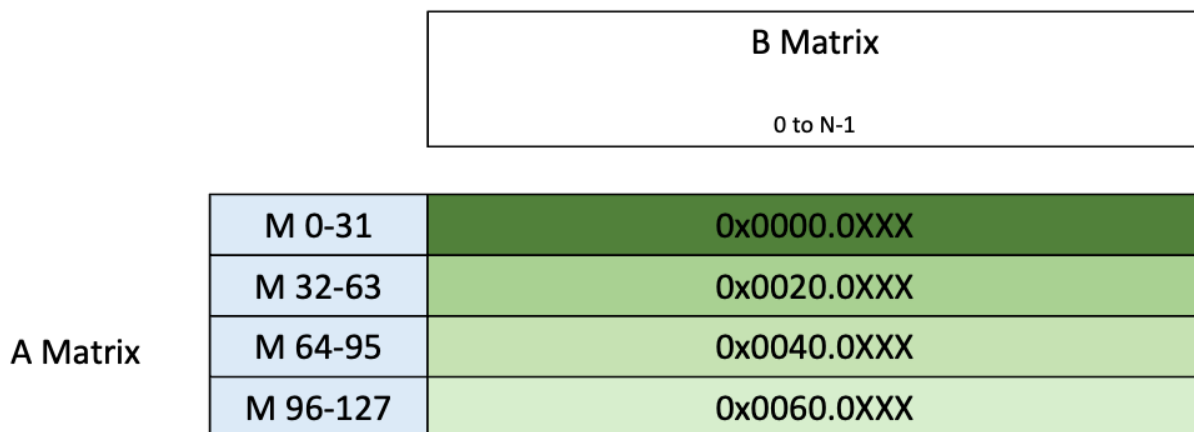 B Matrix
0 to N-1
M 0-31 0x0000.0XXX
M 32-63 0x0020.0XXX
A Matrix
M 64-95 0x0040.0XXX
M 96-127 0x0060.0XXX